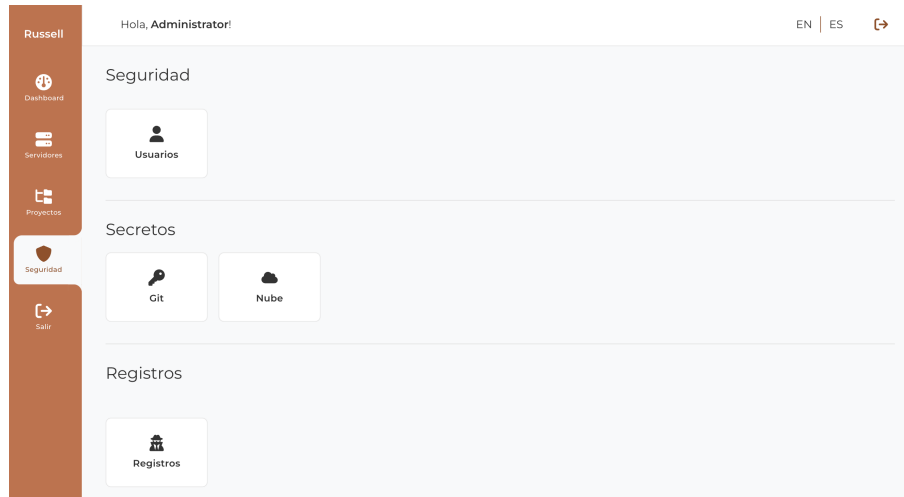 Russell
Hola, Administrator!
EN | ES
Dashboard
Servidores
Proyectos
Seguridad
Salir
Seguridad
Usuarios
Secretos
Git
Nube
Registros
Registros